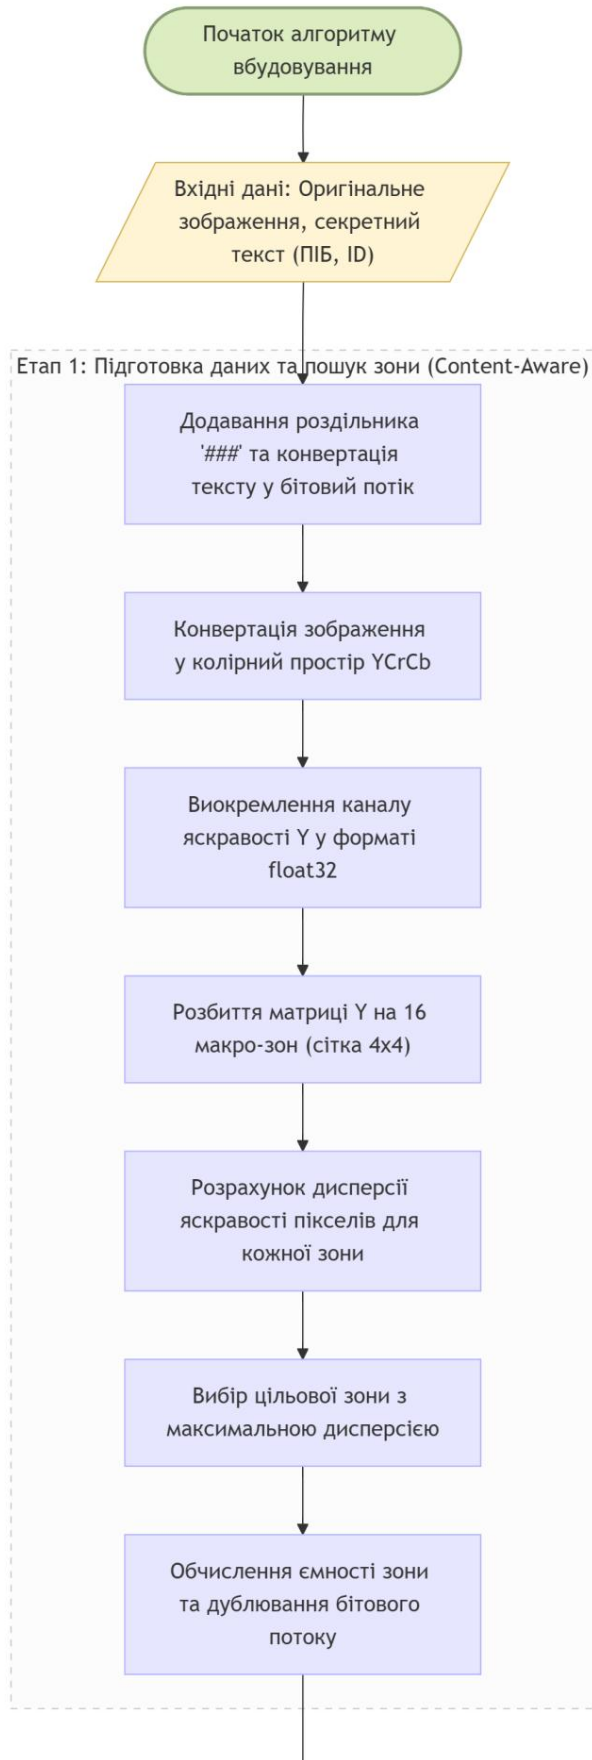 Початок алгоритму
вбудовування
Вхідні дані: Оригінальне
зображення, секретний
текст (ПІБ, ID)
Етап 1: Підготовка даних та пошук зони (Content-Aware)
Додавання роздільника
'###' та конвертація
тексту у бітовий потік
Конвертація зображення
у колірний простір YCrCb
Виокремлення каналу
яскравості Y у форматі
float32
Розбиття матриці Y на 16
макро-зон (сітка 4x4)
Розрахунок дисперсії
яскравості пікселів для
кожної зони
Вибір цільової зони з
максимальною дисперсією
Обчислення ємності зони
та дублювання бітового
потоку